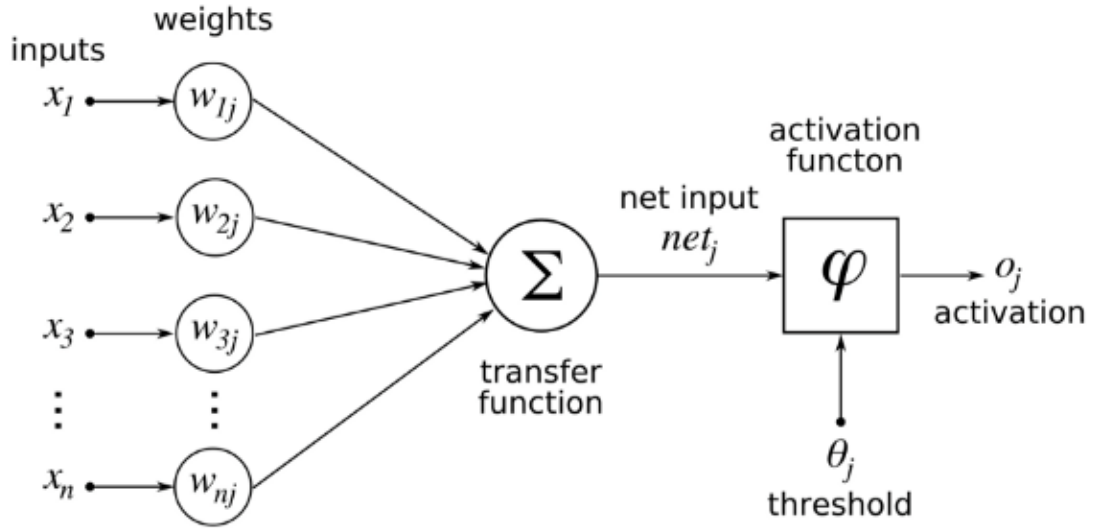 weights
inputs
x1
w1j
x2
w2j
x3
w3j
⋮
⋮
xn
wnj
Σ
transfer
function
net input
netj
activation
functon
φ
oj
activation
θj
threshold